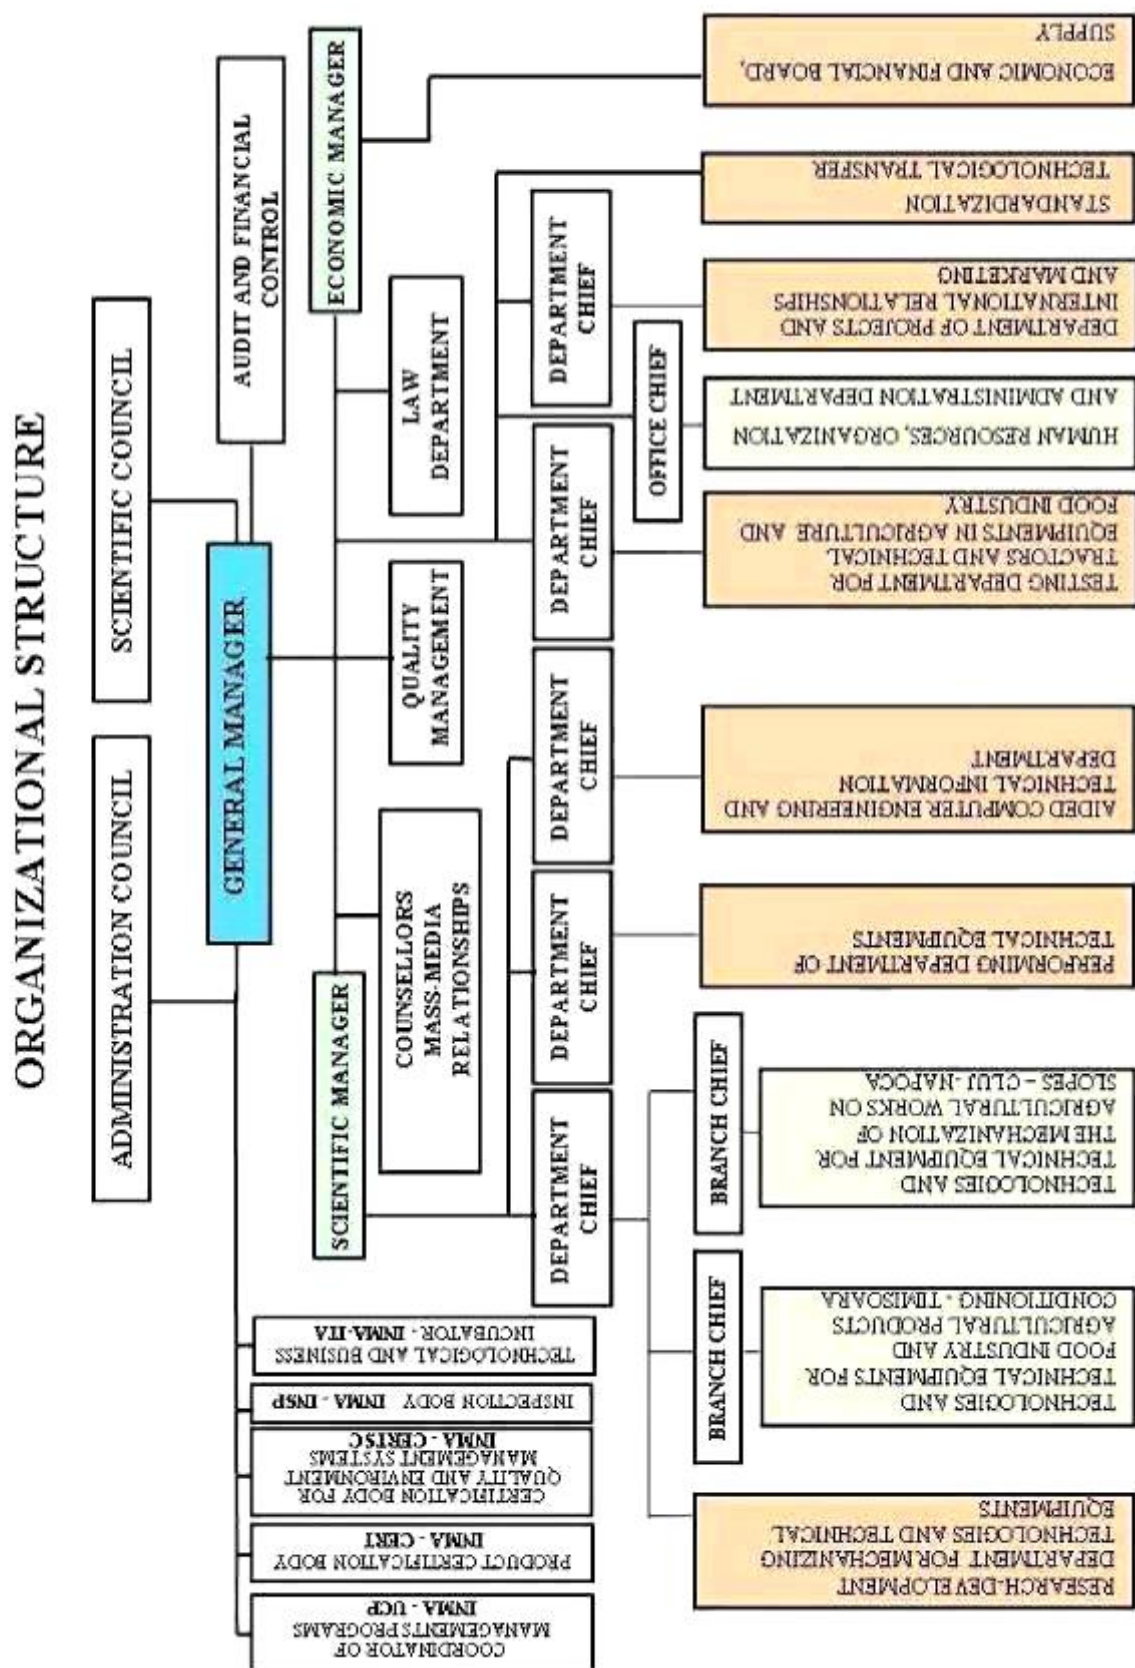 ORGANIZATIONAL STRUCTURE
ADMINISTRATION COUNCIL
SCIENTIFIC COUNCIL
GENERAL MANAGER
AUDIT AND FINANCIAL
CONTROL
SCIENTIFIC MANAGER
ECONOMIC MANAGER
COUNSELLORS
MASS-MEDIA
RELATIONSHIPS
QUALITY
MANAGEMENT
LAW
DEPARTMENT
COORDINATOR OF
MANAGEMENTS PROGRAMS
INMA - UCP
PRODUCT CERTIFICATION BODY
INMA - CERT
CERTIFICATION BODY FOR
QUALITY AND ENVIRONMENT
MANAGEMENT SYSTEMS
INMA - CERTSC
INSPECTION BODY INMA - INSP
TECHNOLOGICAL AND BUSINESS
INCUBATOR - INMA-ITA
DEPARTMENT
CHIEF
DEPARTMENT
CHIEF
DEPARTMENT
CHIEF
DEPARTMENT
CHIEF
DEPARTMENT
CHIEF
OFFICE CHIEF
BRANCH CHIEF
BRANCH CHIEF
RESEARCH-DEVELOPMENT
DEPARTMENT FOR MECHANIZING
TECHNOLOGIES AND TECHNICAL
EQUIPMENTS
TECHNOLOGIES AND
TECHNICAL EQUIPMENTS FOR
FOOD INDUSTRY AND
AGRICULTURAL PRODUCTS
CONDITIONING - TIMISOARA
TECHNOLOGIES AND
TECHNICAL EQUIPMENT FOR
THE MECHANIZATION OF
AGRICULTURAL WORKS ON
SLOPES – CLUJ -NAPOCA
PERFORMING DEPARTMENT OF
TECHNICAL EQUIPMENTS
AIDED COMPUTER ENGINEERING AND
TECHNICAL INFORMATION
DEPARTMENT
TESTING DEPARTMENT FOR
TRACTORS AND TECHNICAL
EQUIPMENTS IN AGRICULTURE AND
FOOD INDUSTRY
HUMAN RESOURCES, ORGANIZATION
AND ADMINISTRATION DEPARTMENT
DEPARTMENT OF PROJECTS AND
INTERNATIONAL RELATIONSHIPS
AND MARKETING
STANDARDIZATION
TECHNOLOGICAL TRANSFER
ECONOMIC AND FINANCIAL BOARD,
SUPPLY